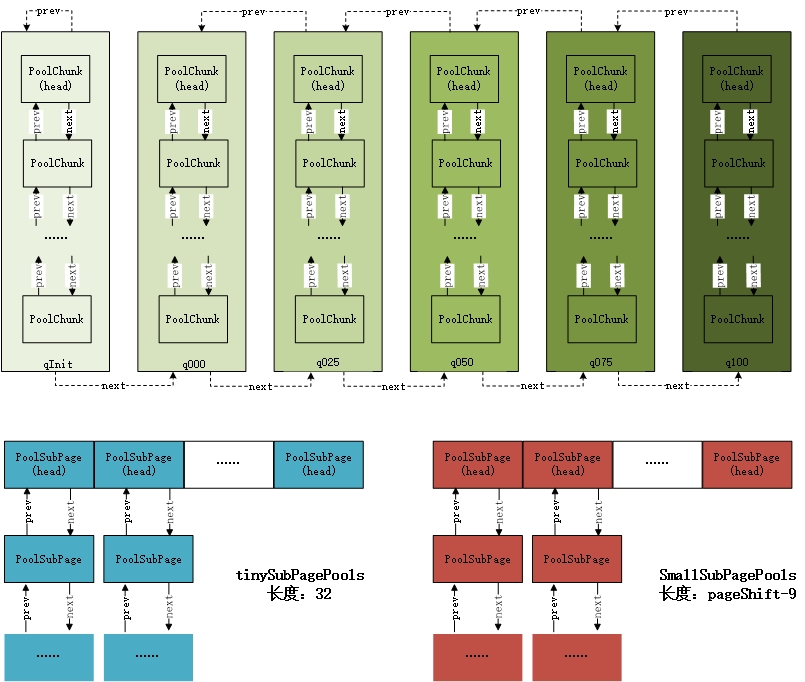 prev prev prev prev prev
PoolChunk PoolChunk PoolChunk PoolChunk PoolChunk PoolChunk
(head) (head) (head) (head) (head) (head)
prev next prev next prev next prev next prev next prev next
PoolChunk PoolChunk PoolChunk PoolChunk PoolChunk PoolChunk
prev next prev next prev next prev next prev next prev next
...... ...... ...... ...... ...... ......
prev next prev next prev next prev next prev next prev next
PoolChunk PoolChunk PoolChunk PoolChunk PoolChunk PoolChunk
qInit q000 q025 q050 q075 q100
next next next next next
PoolSubPage PoolSubPage ...... PoolSubPage PoolSubPage PoolSubPage ...... PoolSubPage
(head) (head) (head) (head) (head) (head)
prev next prev next prev next prev next
PoolSubPage PoolSubPage PoolSubPage PoolSubPage
tinySubPagePools SmallSubPagePools
长度: 32 长度: pageShift-9
prev next prev next prev next prev next
...... ...... ...... ......